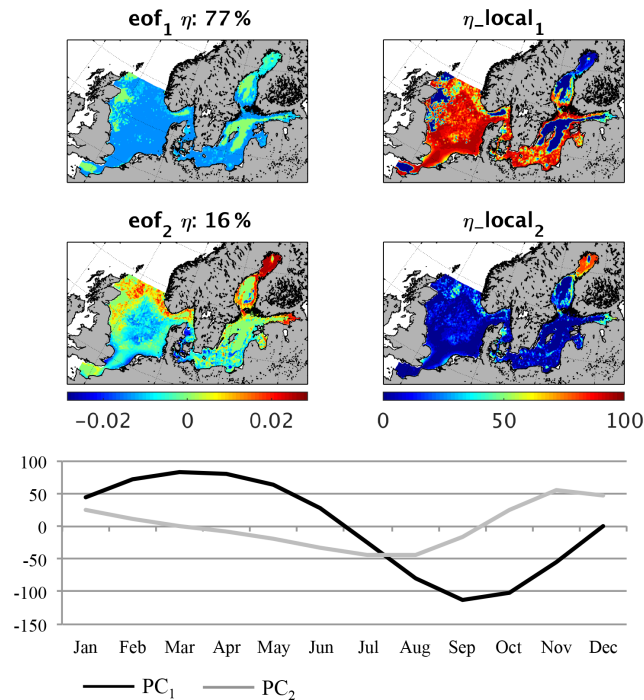 eof1 η: 77% η_local1
eof2 η: 16% η_local2
−0.02 0 0.02 0 50 100
100
50
0
-50
-100
-150
Jan Feb Mar Apr May Jun Jul Aug Sep Oct Nov Dec
PC1 PC2